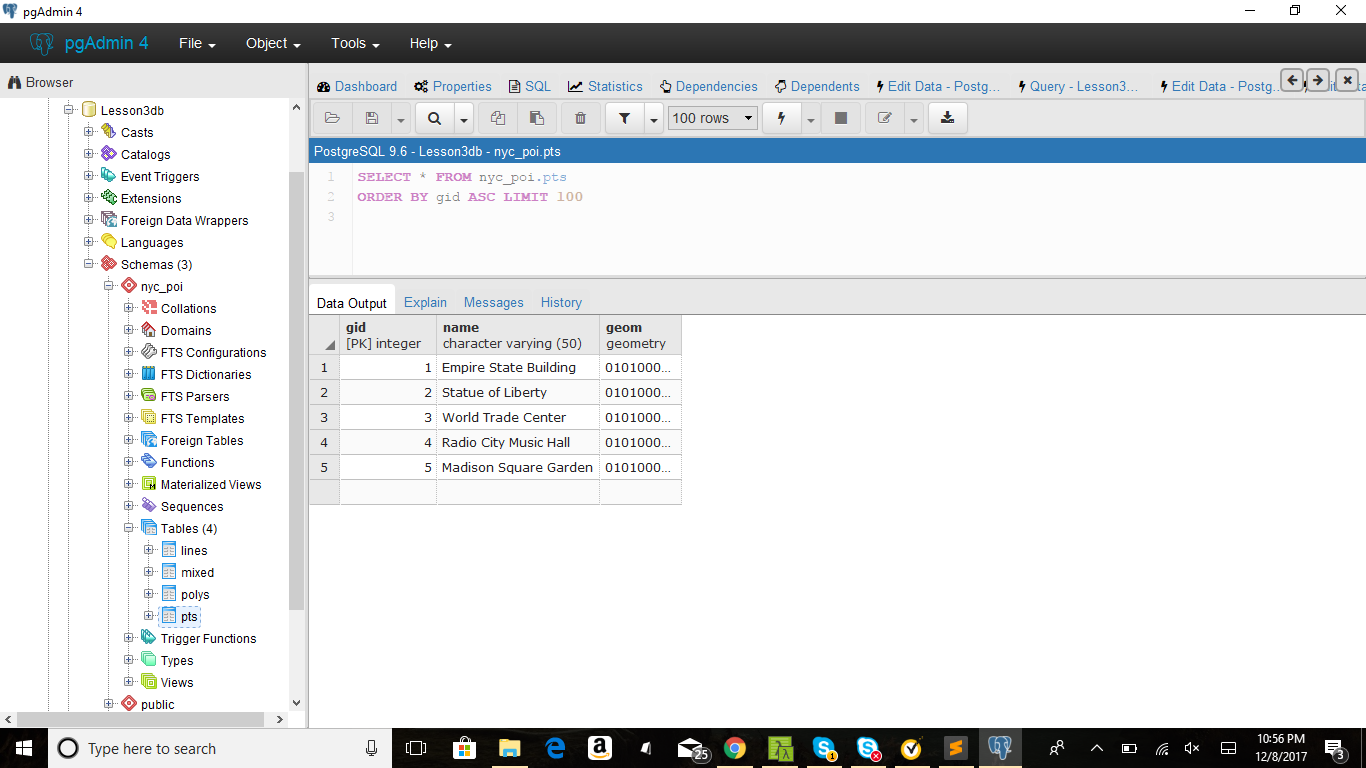 pgAdmin 4
pgAdmin 4 File Object Tools Help
Browser
Lesson3db
Casts
Catalogs
Event Triggers
Extensions
Foreign Data Wrappers
Languages
Schemas (3)
nyc_poi
Collations
Domains
FTS Configurations
FTS Dictionaries
FTS Parsers
FTS Templates
Foreign Tables
Functions
Materialized Views
Sequences
Tables (4)
lines
mixed
polys
pts
Trigger Functions
Types
Views
public
Dashboard Properties SQL Statistics Dependencies Dependents Edit Data - Postg... Query - Lesson3... Edit Data - Postg...
100 rows
PostgreSQL 9.6 - Lesson3db - nyc_poi.pts
1 SELECT * FROM nyc_poi.pts
2 ORDER BY gid ASC LIMIT 100
3
Data Output Explain Messages History
gid name geom
[PK] integer character varying (50) geometry
1 1 Empire State Building 0101000...
2 2 Statue of Liberty 0101000...
3 3 World Trade Center 0101000...
4 4 Radio City Music Hall 0101000...
5 5 Madison Square Garden 0101000...
Type here to search
25
1
10:56 PM
12/8/2017
3